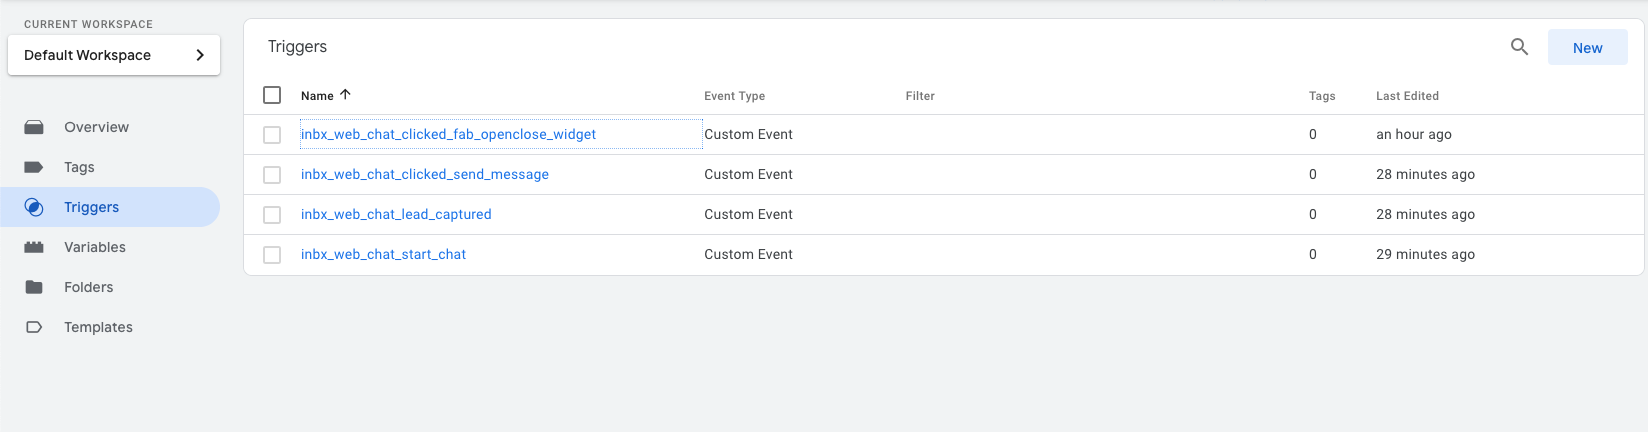 CURRENT WORKSPACE
Default Workspace
Overview
Tags
Triggers
Variables
Folders
Templates
Triggers
New
Name Event Type Filter Tags Last Edited
inbx_web_chat_clicked_fab_openclose_widget Custom Event 0 an hour ago
inbx_web_chat_clicked_send_message Custom Event 0 28 minutes ago
inbx_web_chat_lead_captured Custom Event 0 28 minutes ago
inbx_web_chat_start_chat Custom Event 0 29 minutes ago